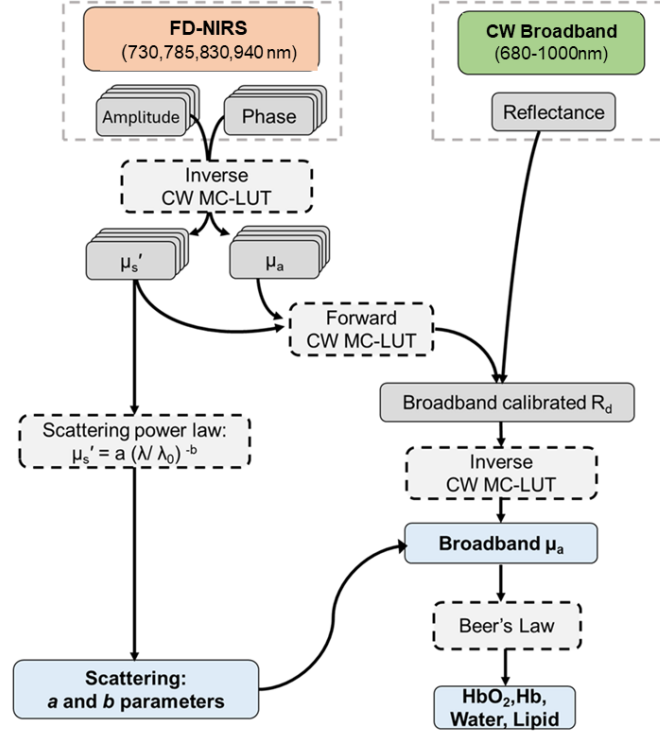 FD-NIRS
(730,785,830,940 nm)
CW Broadband
(680-1000nm)
Amplitude
Phase
Reflectance
Inverse
CW MC-LUT
μₛ′
μₐ
Forward
CW MC-LUT
Broadband calibrated R_d
Scattering power law:
μₛ′ = a (λ/ λ₀) ⁻ᵇ
Inverse
CW MC-LUT
Broadband μₐ
Beer's Law
Scattering:
a and b parameters
HbO₂,Hb,
Water, Lipid